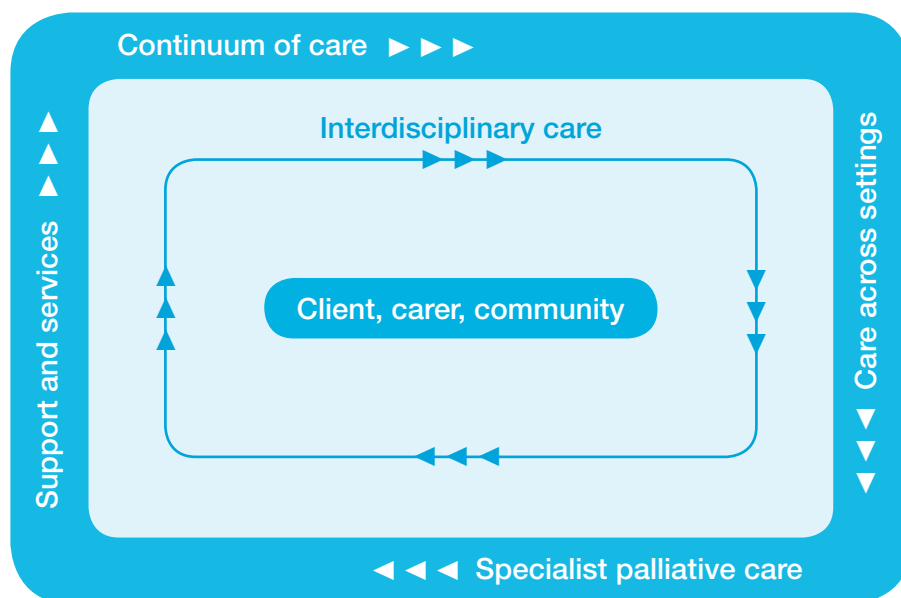 Continuum of care
Interdisciplinary care
Client, carer, community
Support and services
Care across settings
Specialist palliative care